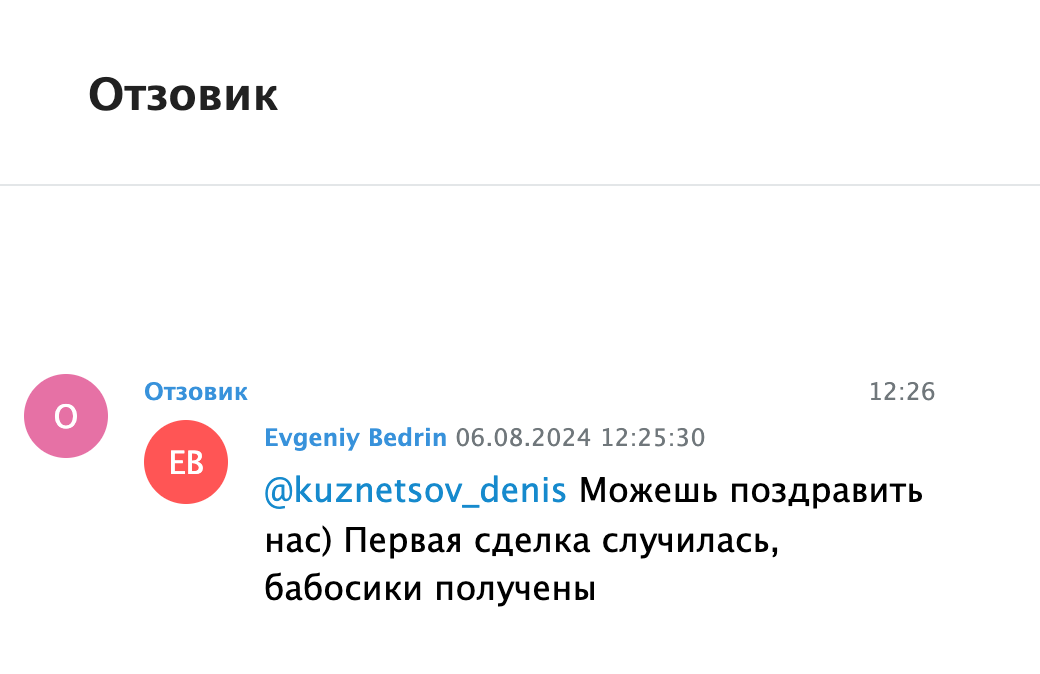 Отзовик
О
Отзовик 12:26
EB
Evgeniy Bedrin 06.08.2024 12:25:30
@kuznetsov_denis Можешь поздравить
нас) Первая сделка случилась,
бабосики получены